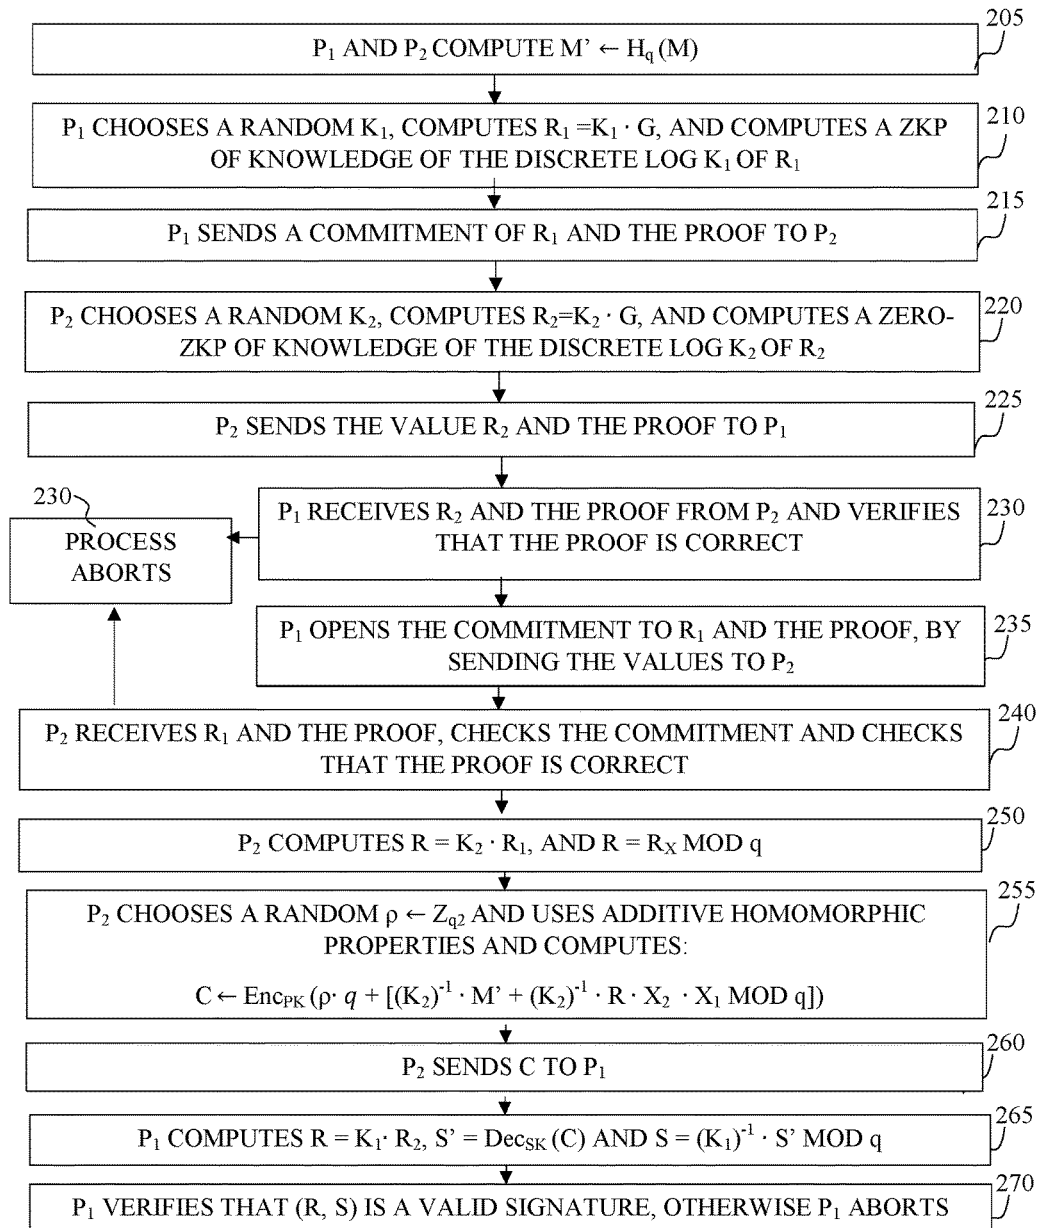 205
P₁ AND P₂ COMPUTE M’ ← Hq (M)
210
P₁ CHOOSES A RANDOM K₁, COMPUTES R₁ =K₁ · G, AND COMPUTES A ZKP
OF KNOWLEDGE OF THE DISCRETE LOG K₁ OF R₁
215
P₁ SENDS A COMMITMENT OF R₁ AND THE PROOF TO P₂
220
P₂ CHOOSES A RANDOM K₂, COMPUTES R₂=K₂ · G, AND COMPUTES A ZERO-
ZKP OF KNOWLEDGE OF THE DISCRETE LOG K₂ OF R₂
225
P₂ SENDS THE VALUE R₂ AND THE PROOF TO P₁
230
PROCESS
ABORTS
230
P₁ RECEIVES R₂ AND THE PROOF FROM P₂ AND VERIFIES
THAT THE PROOF IS CORRECT
235
P₁ OPENS THE COMMITMENT TO R₁ AND THE PROOF, BY
SENDING THE VALUES TO P₂
240
P₂ RECEIVES R₁ AND THE PROOF, CHECKS THE COMMITMENT AND CHECKS
THAT THE PROOF IS CORRECT
250
P₂ COMPUTES R = K₂ · R₁, AND R = Rx MOD q
255
P₂ CHOOSES A RANDOM ρ ← Zq2 AND USES ADDITIVE HOMOMORPHIC
PROPERTIES AND COMPUTES:
C ← EncPK (ρ· q + [(K₂)⁻¹ · M’ + (K₂)⁻¹ · R · X₂ · X₁ MOD q])
260
P₂ SENDS C TO P₁
265
P₁ COMPUTES R = K₁· R₂, S’ = DecSK (C) AND S = (K₁)⁻¹ · S’ MOD q
270
P₁ VERIFIES THAT (R, S) IS A VALID SIGNATURE, OTHERWISE P₁ ABORTS